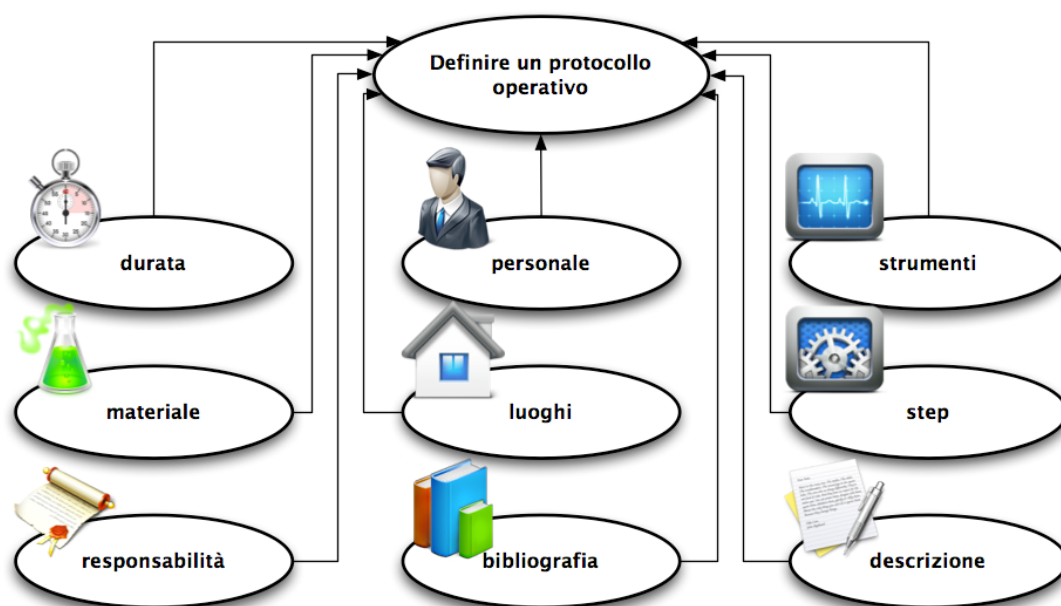 Definire un protocollo
operativo
durata
personale
strumenti
materiale
luoghi
step
responsabilità
bibliografia
descrizione